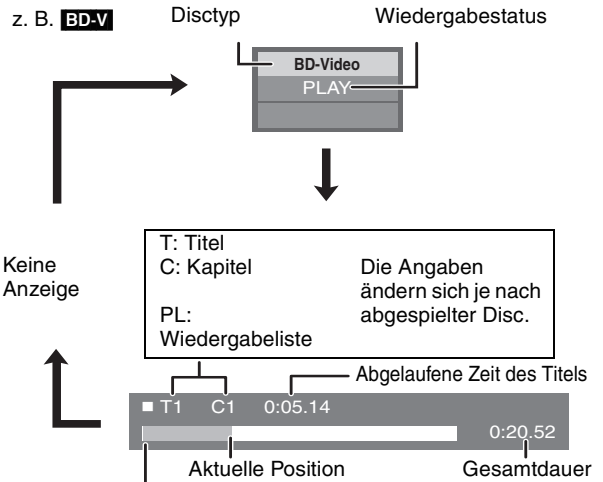 z. B. BD-V
Disctyp
Wiedergabestatus
BD-Video
PLAY
T: Titel
C: Kapitel
PL:
Wiedergabeliste
Die Angaben
ändern sich je nach
abgespielter Disc.
Keine
Anzeige
Abgelaufene Zeit des Titels
T1 C1 0:05.14
0:20.52
Aktuelle Position
Gesamtdauer